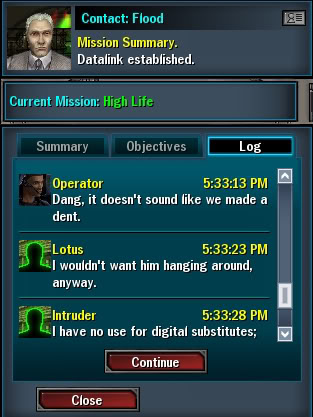 Contact: Flood
Mission Summary.
Datalink established.
Current Mission: High Life
Summary Objectives Log
Operator 5:33:13 PM
Dang, it doesn't sound like we made a
dent.
Lotus 5:33:23 PM
I wouldn't want him hanging around,
anyway.
Intruder 5:33:28 PM
I have no use for digital substitutes;
Continue
Close